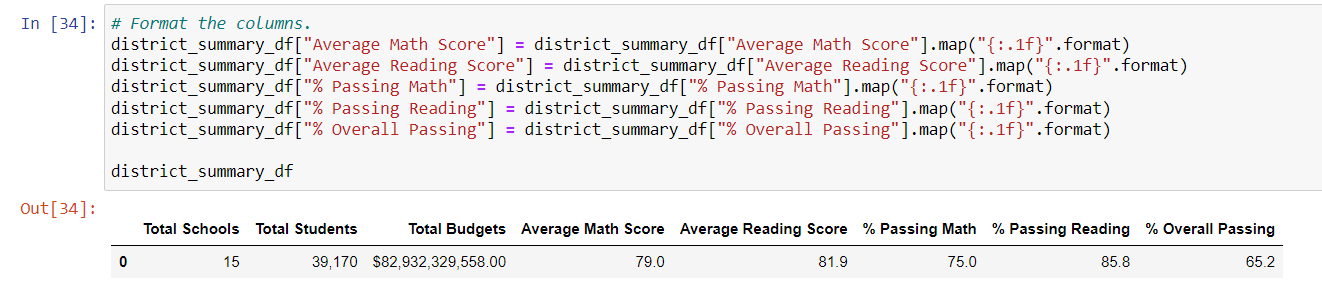 In [34]: # Format the columns.
district_summary_df["Average Math Score"] = district_summary_df["Average Math Score"].map("{:.1f}".format)
district_summary_df["Average Reading Score"] = district_summary_df["Average Reading Score"].map("{:.1f}".format)
district_summary_df["% Passing Math"] = district_summary_df["% Passing Math"].map("{:.1f}".format)
district_summary_df["% Passing Reading"] = district_summary_df["% Passing Reading"].map("{:.1f}".format)
district_summary_df["% Overall Passing"] = district_summary_df["% Overall Passing"].map("{:.1f}".format)
district_summary_df
Out[34]:
Total Schools Total Students Total Budgets Average Math Score Average Reading Score % Passing Math % Passing Reading % Overall Passing
0 15 39,170 $82,932,329,558.00 79.0 81.9 75.0 85.8 65.2